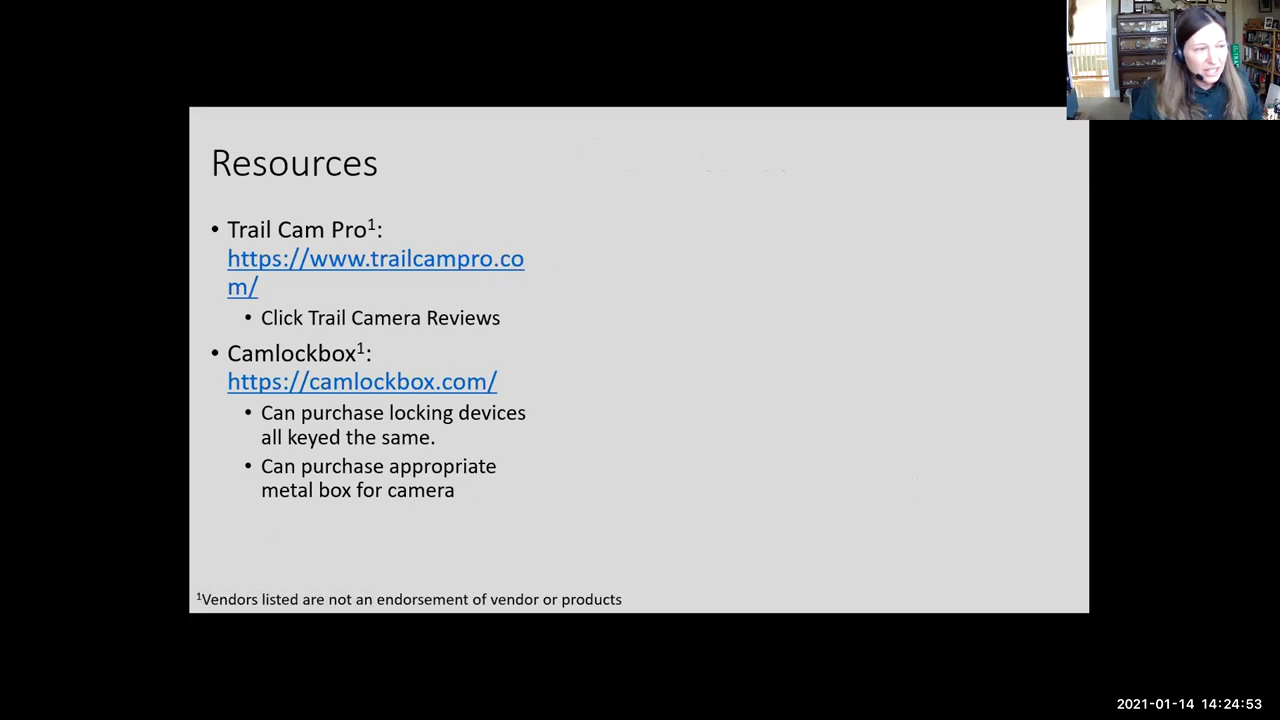 Resources
• Trail Cam Pro¹:
https://www.trailcampro.co
m/
• Click Trail Camera Reviews
• Camlockbox¹:
https://camlockbox.com/
• Can purchase locking devices
all keyed the same.
• Can purchase appropriate
metal box for camera
¹Vendors listed are not an endorsement of vendor or products
2021-01-14 14:24:53